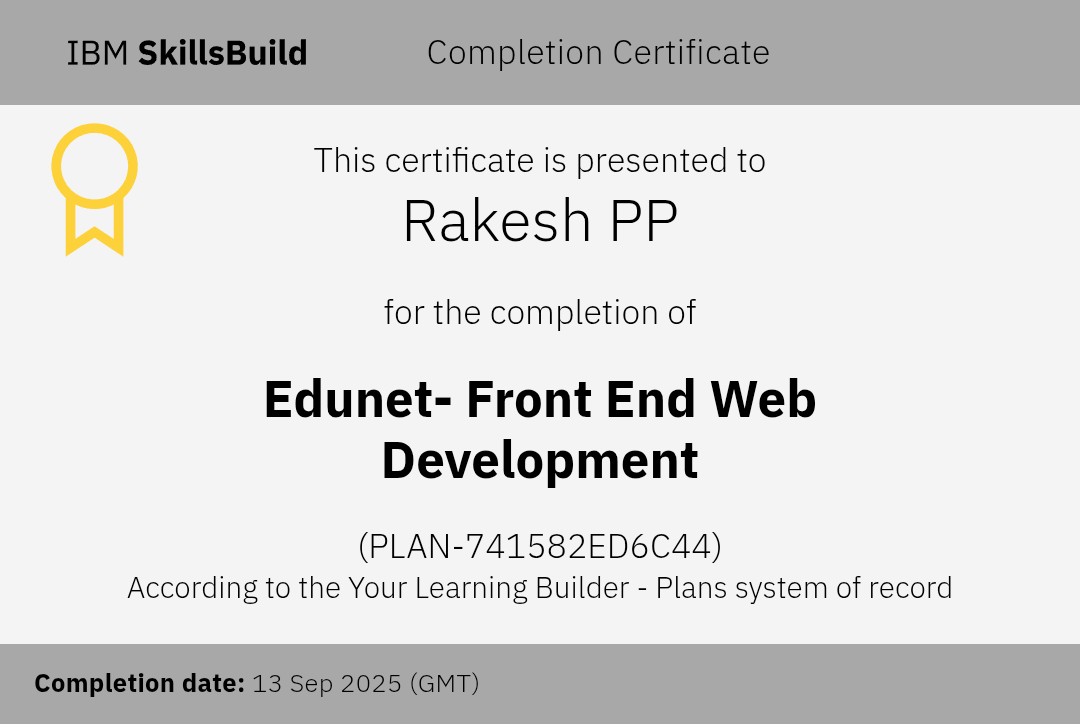 IBM SkillsBuild Completion Certificate
This certificate is presented to
Rakesh PP
for the completion of
Edunet- Front End Web
Development
(PLAN-741582ED6C44)
According to the Your Learning Builder - Plans system of record
Completion date: 13 Sep 2025 (GMT)